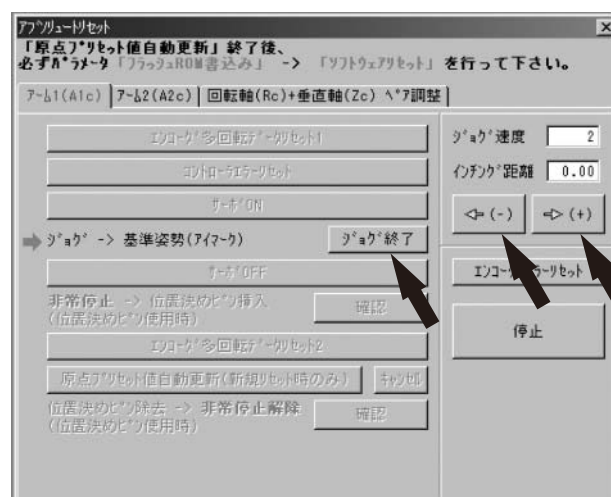 アブソリュートリセット
「原点プリセット値自動更新」終了後、
必ずパラメータ「フラッシュROM書込み」 -> 「ソフトウェアリセット」を行って下さい。
アーム1(A1c) アーム2(A2c) 回転軸(Rc)+垂直軸(Zc) ペア調整
エンコーダ多回転データリセット1
コントローラエラーリセット
サーボON
ジョグ -> 基準姿勢(アイマーク) ジョグ終了
サーボOFF
非常停止 -> 位置決めピン挿入
(位置決めピン使用時) 確認
エンコーダ多回転データリセット2
原点プリセット値自動更新(新規リセット時のみ) キャンセル
位置決めピン除去 -> 非常停止解除
(位置決めピン使用時) 確認
ジョグ速度 2
インチング距離 0.00
(-) (+)
停止